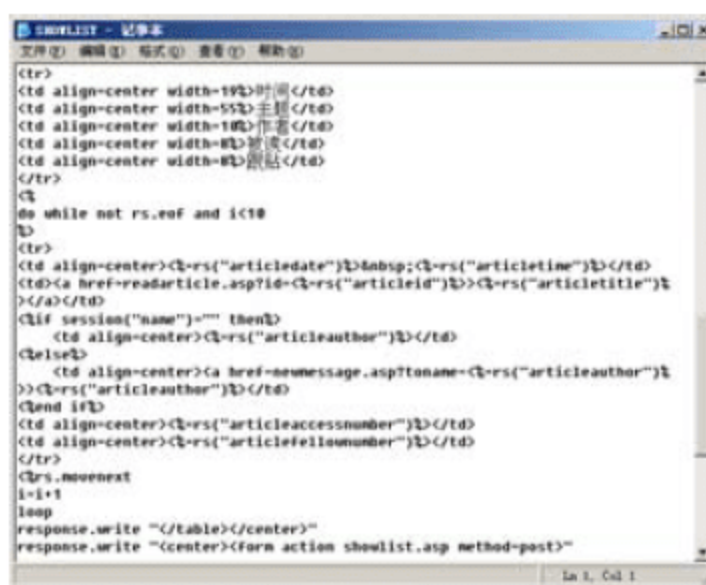 SHOWLIST - 记事本
文件(F) 编辑(E) 格式(O) 查看(V) 帮助(H)
<tr>
<td align=center width=19%>时间</td>
<td align=center width=55%>主题</td>
<td align=center width=10%>作者</td>
<td align=center width=8%>被读</td>
<td align=center width=8%>跟贴</td>
</tr>
<%
do while not rs.eof and i<10
%>
<tr>
<td align=center><%=rs("articledate")%>&nbsp;<%=rs("articletime")%></td>
<td><a href=readarticle.asp?id=<%=rs("articleid")%>><%=rs("articletitle")%
></a></td>
<%if session("name")="" then%>
<td align=center><%=rs("articleauthor")%></td>
<%else%>
<td align=center><a href=newmessage.asp?toname=<%=rs("articleauthor")%
>><%=rs("articleauthor")%></td>
<%end if%>
<td align=center><%=rs("articleaccessnumber")%></td>
<td align=center><%=rs("articlefellownumber")%></td>
</tr>
<%rs.movenext
i=i+1
loop
response.write "</table></center>"
response.write "<center><form action showlist.asp method=post>"
Ln 1, Col 1